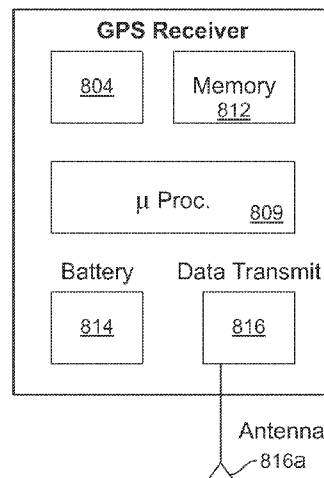 GPS Receiver
804
Memory
812
μ Proc.
809
Battery
Data Transmit
814
816
Antenna
816a